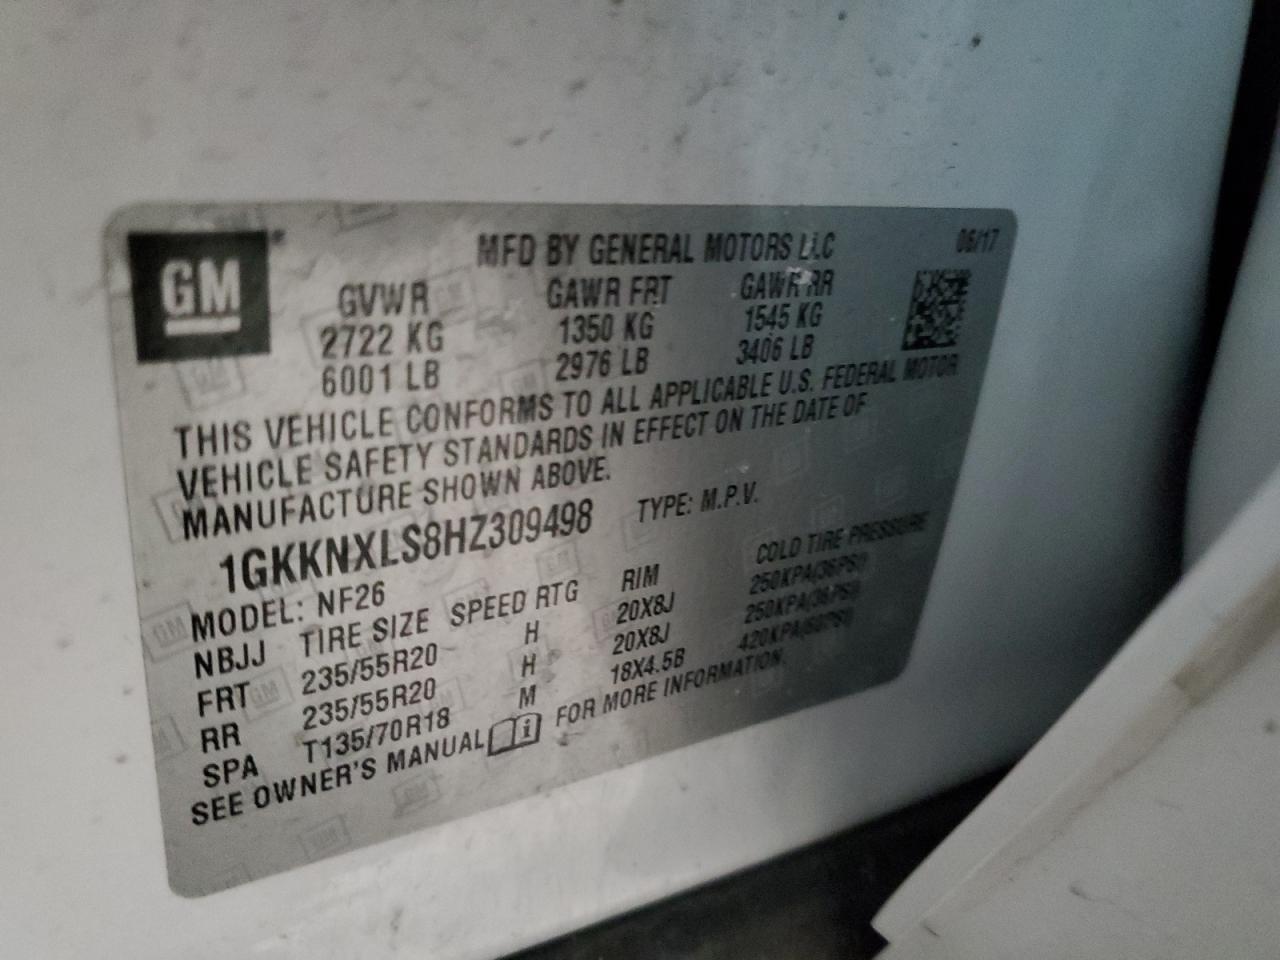 GM
MFD BY GENERAL MOTORS LLC 06/17
GVWR GAWR FRT GAWR RR
2722 KG 1350 KG 1545 KG
6001 LB 2976 LB 3406 LB
THIS VEHICLE CONFORMS TO ALL APPLICABLE U.S. FEDERAL MOTOR
VEHICLE SAFETY STANDARDS IN EFFECT ON THE DATE OF
MANUFACTURE SHOWN ABOVE.
1GKKNXLS8HZ309498 TYPE: M.P.V.
MODEL: NF26
NBJJ TIRE SIZE SPEED RTG RIM COLD TIRE PRESSURE
FRT 235/55R20 H 20X8J 250KPA(36PSI)
RR 235/55R20 H 20X8J 250KPA(36PSI)
SPA T135/70R18 M 18X4.5B 420KPA(60PSI)
SEE OWNER'S MANUAL FOR MORE INFORMATION.